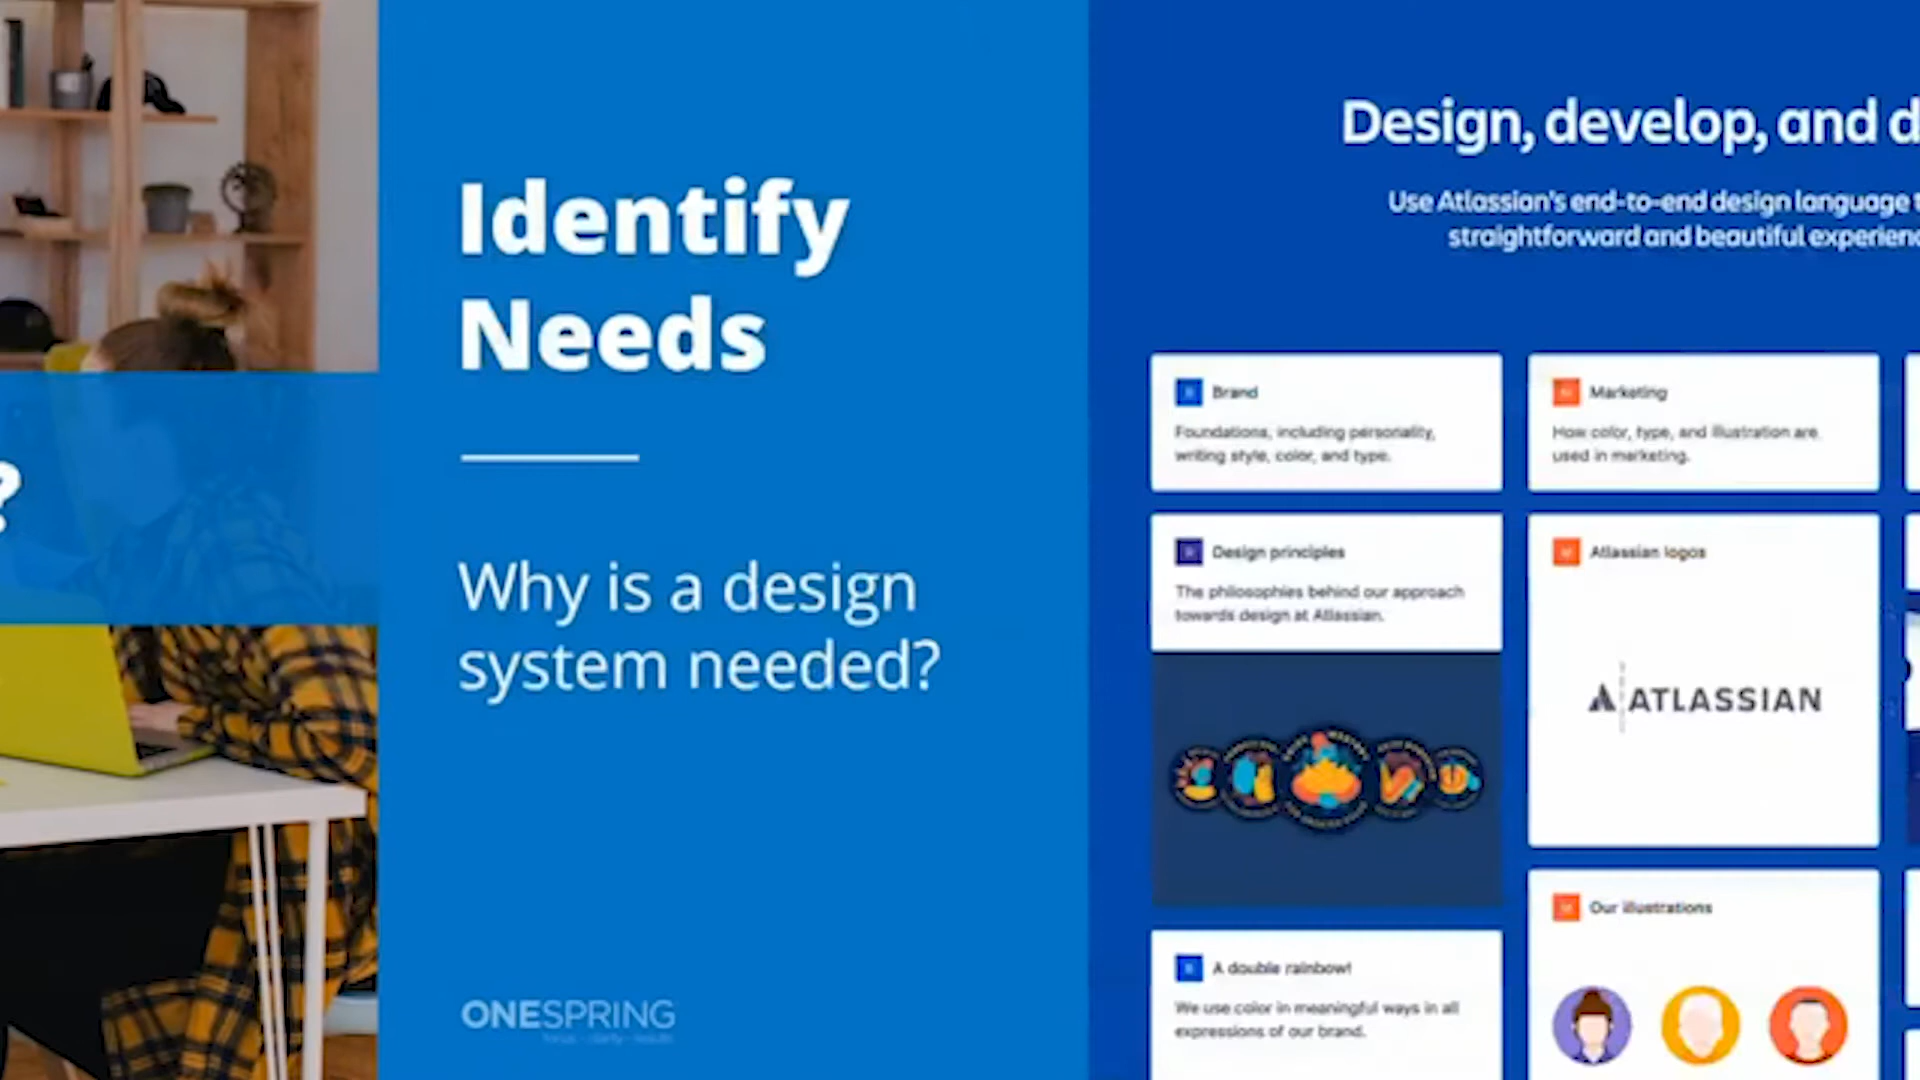 ?
Identify
Needs
Why is a design
system needed?
ONESPRING
Design, develop, and d
Use Atlassian's end-to-end design language t
straightforward and beautiful experienc
Brand
Foundations, including personality,
writing style, color, and type.
Design principles
The philosophies behind our approach
towards design at Atlassian.
A double rainbow!
We use color in meaningful ways in all
expressions of our brand.
Marketing
How color, type, and illustration are
used in marketing.
Atlassian logos
ATLASSIAN
Our illustrations